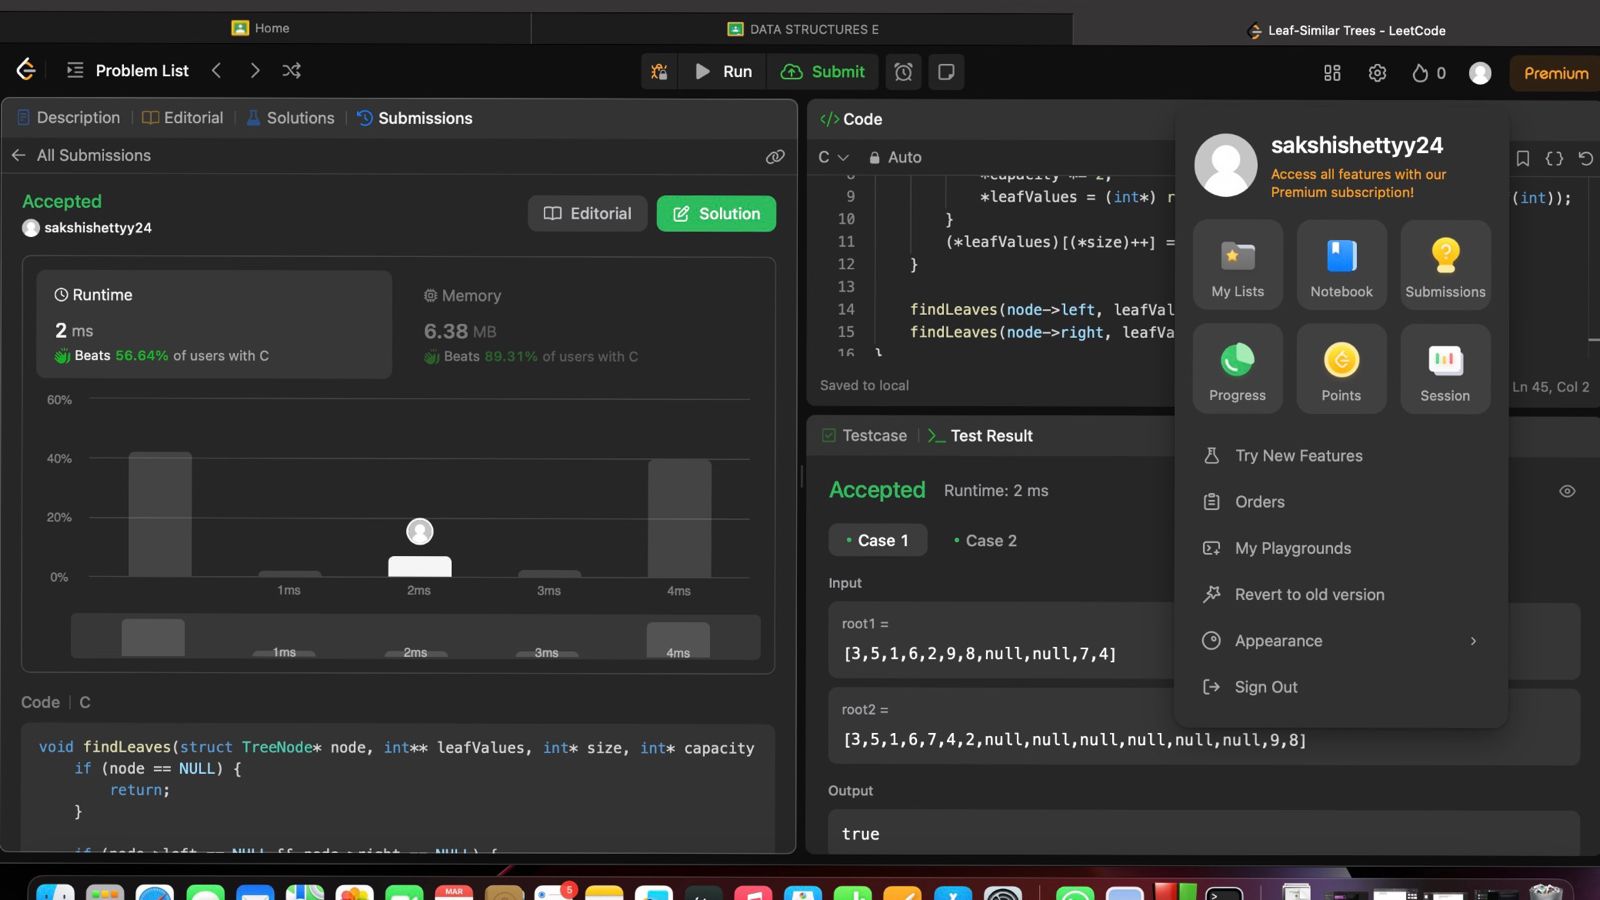 Home
DATA STRUCTURES E
Leaf-Similar Trees - LeetCode
Problem List
Run
Submit
0
Premium
Description
Editorial
Solutions
Submissions
All Submissions
Accepted
sakshishettyy24
Editorial
Solution
Runtime
2 ms
Beats 56.64% of users with C
Memory
6.38 MB
Beats 89.31% of users with C
60%
40%
20%
0%
1ms
2ms
3ms
4ms
1ms
2ms
3ms
4ms
Code | C
void findLeaves(struct TreeNode* node, int** leafValues, int* size, int* capacity
if (node == NULL) {
return;
}
if (node->left == NULL && node->right == NULL) {
</> Code
C
Auto
8 *capacity *= 2;
9 *leafValues = (int*) r
(int));
10 }
11 (*leafValues)[(*size)++] =
12 }
13
14 findLeaves(node->left, leafVal
15 findLeaves(node->right, leafVa
16 }
Saved to local
Ln 45, Col 2
Testcase
Test Result
Accepted
Runtime: 2 ms
Case 1
Case 2
Input
root1 =
[3,5,1,6,2,9,8,null,null,7,4]
root2 =
[3,5,1,6,7,4,2,null,null,null,null,null,null,9,8]
Output
true
sakshishettyy24
Access all features with our
Premium subscription!
My Lists
Notebook
Submissions
Progress
Points
Session
Try New Features
Orders
My Playgrounds
Revert to old version
Appearance
Sign Out
MAR
5